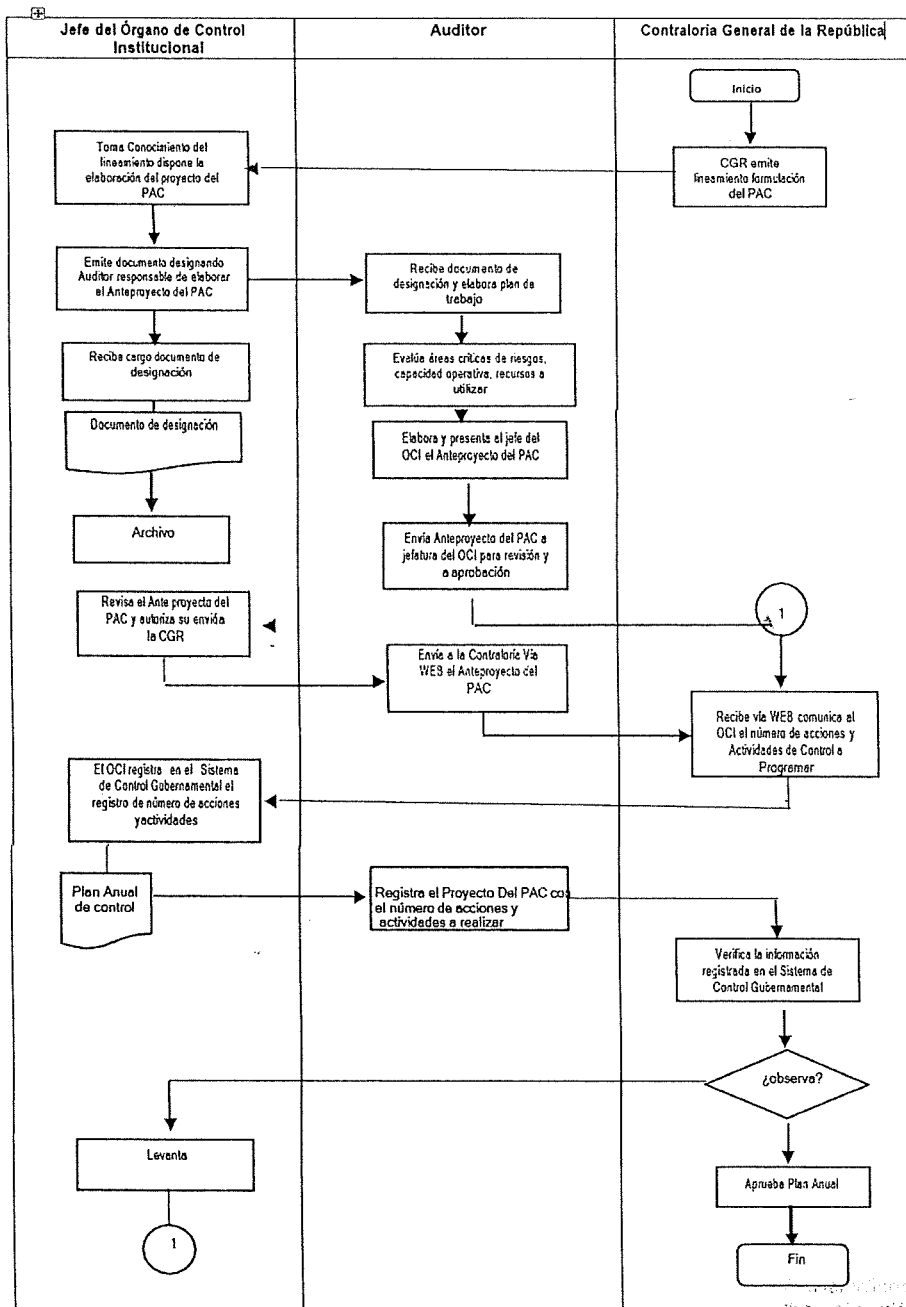 Jefe del Órgano de Control
Institucional
Auditor
Contraloría General de la República
Inicio
CGR emite
lineamiento formulación
del PAC
Toma Conocimiento del
lineamiento dispone la
elaboración del proyecto del
PAC
Emite documento designando
Auditor responsable de elaborar
el Anteproyecto del PAC
Recibe documento de
designación y elabora plan de
trabajo
Recibe cargo documento de
designación
Evalúa áreas críticas de riesgos,
capacidad operativa, recursos a
utilizar
Documento de designación
Elabora y presenta al jefe del
OCI el Anteproyecto del PAC
Archivo
Envía Anteproyecto del PAC a
jefatura del OCI para revisión y
a aprobación
Revisa el Ante proyecto del
PAC y autoriza su envía
la CGR
1
Envía a la Contraloría Vía
WEB el Anteproyecto del
PAC
Recibe vía WEB comunica al
OCI el número de acciones y
Actividades de Control a
Programar
El OCI registra en el Sistema
de Control Gubernamental el
registro de número de acciones
yactividades
Plan Anual
de control
Registra el Proyecto Del PAC con
el número de acciones y
actividades a realizar
Verifica la información
registrada en el Sistema de
Control Gubernamental
¿observa?
Levanta
Aprueba Plan Anual
1
Fin